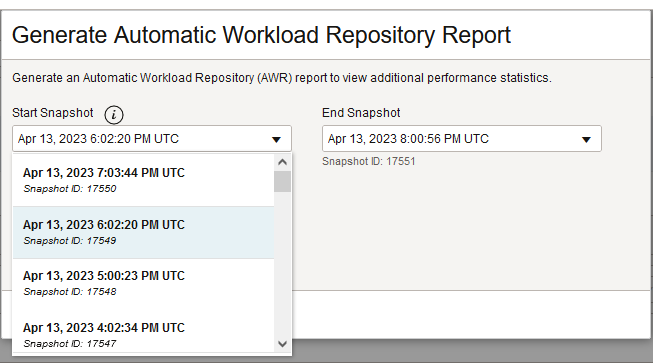 Generate Automatic Workload Repository Report
Generate an Automatic Workload Repository (AWR) report to view additional performance statistics.
Start Snapshot i
Apr 13, 2023 6:02:20 PM UTC
Apr 13, 2023 7:03:44 PM UTC
Snapshot ID: 17550
Apr 13, 2023 6:02:20 PM UTC
Snapshot ID: 17549
Apr 13, 2023 5:00:23 PM UTC
Snapshot ID: 17548
Apr 13, 2023 4:02:34 PM UTC
Snapshot ID: 17547
End Snapshot
Apr 13, 2023 8:00:56 PM UTC
Snapshot ID: 17551